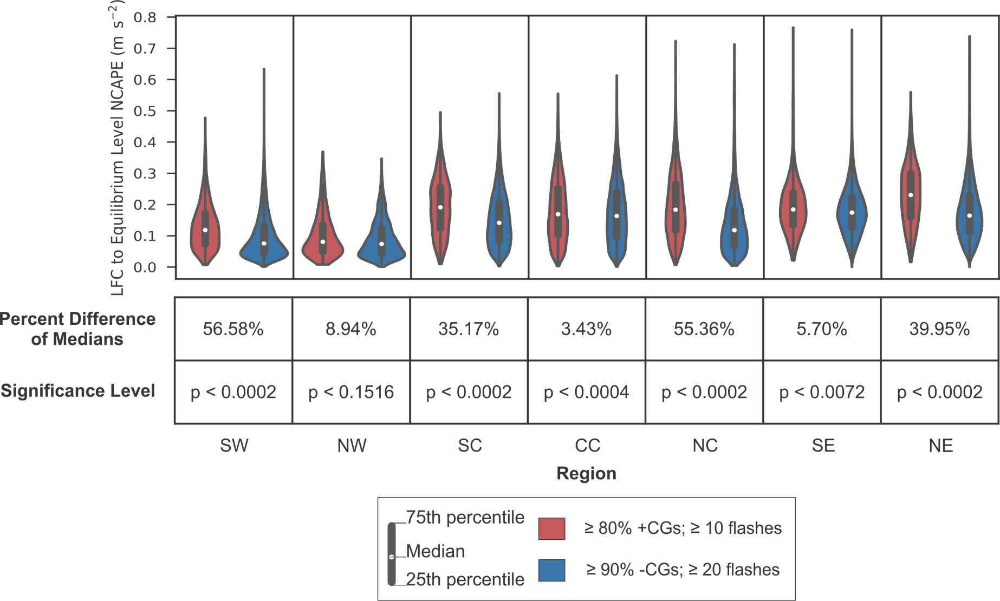 LFC to Equilibrium Level NCAPE (m s⁻²)
0.8
0.7
0.6
0.5
0.4
0.3
0.2
0.1
0.0
Percent Difference
of Medians
56.58% 8.94% 35.17% 3.43% 55.36% 5.70% 39.95%
Significance Level
p < 0.0002 p < 0.1516 p < 0.0002 p < 0.0004 p < 0.0002 p < 0.0072 p < 0.0002
SW NW SC CC NC SE NE
Region
75th percentile
Median
25th percentile
≥ 80% +CGs; ≥ 10 flashes
≥ 90% -CGs; ≥ 20 flashes